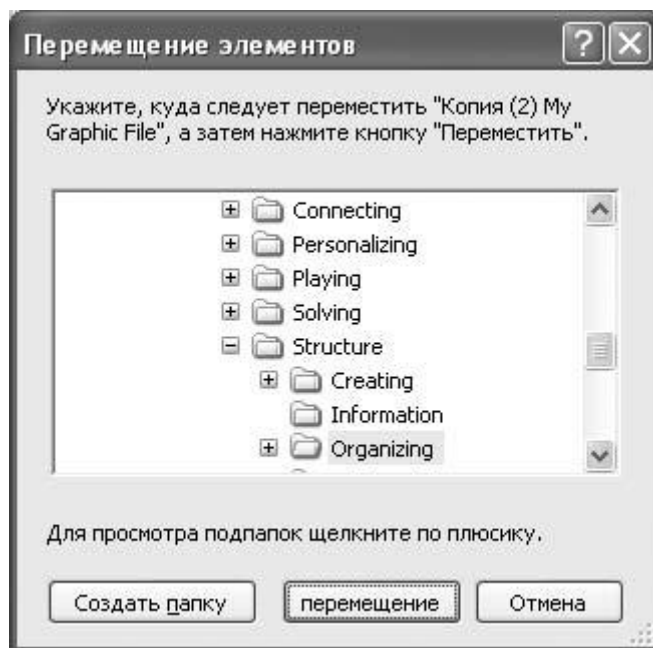 Перемещение элементов
Укажите, куда следует переместить "Копия (2) My
Graphic File", а затем нажмите кнопку "Переместить".
Connecting
Personalizing
Playing
Solving
Structure
Creating
Information
Organizing
Для просмотра подпапок щелкните по плюсику.
Создать папку перемещение Отмена